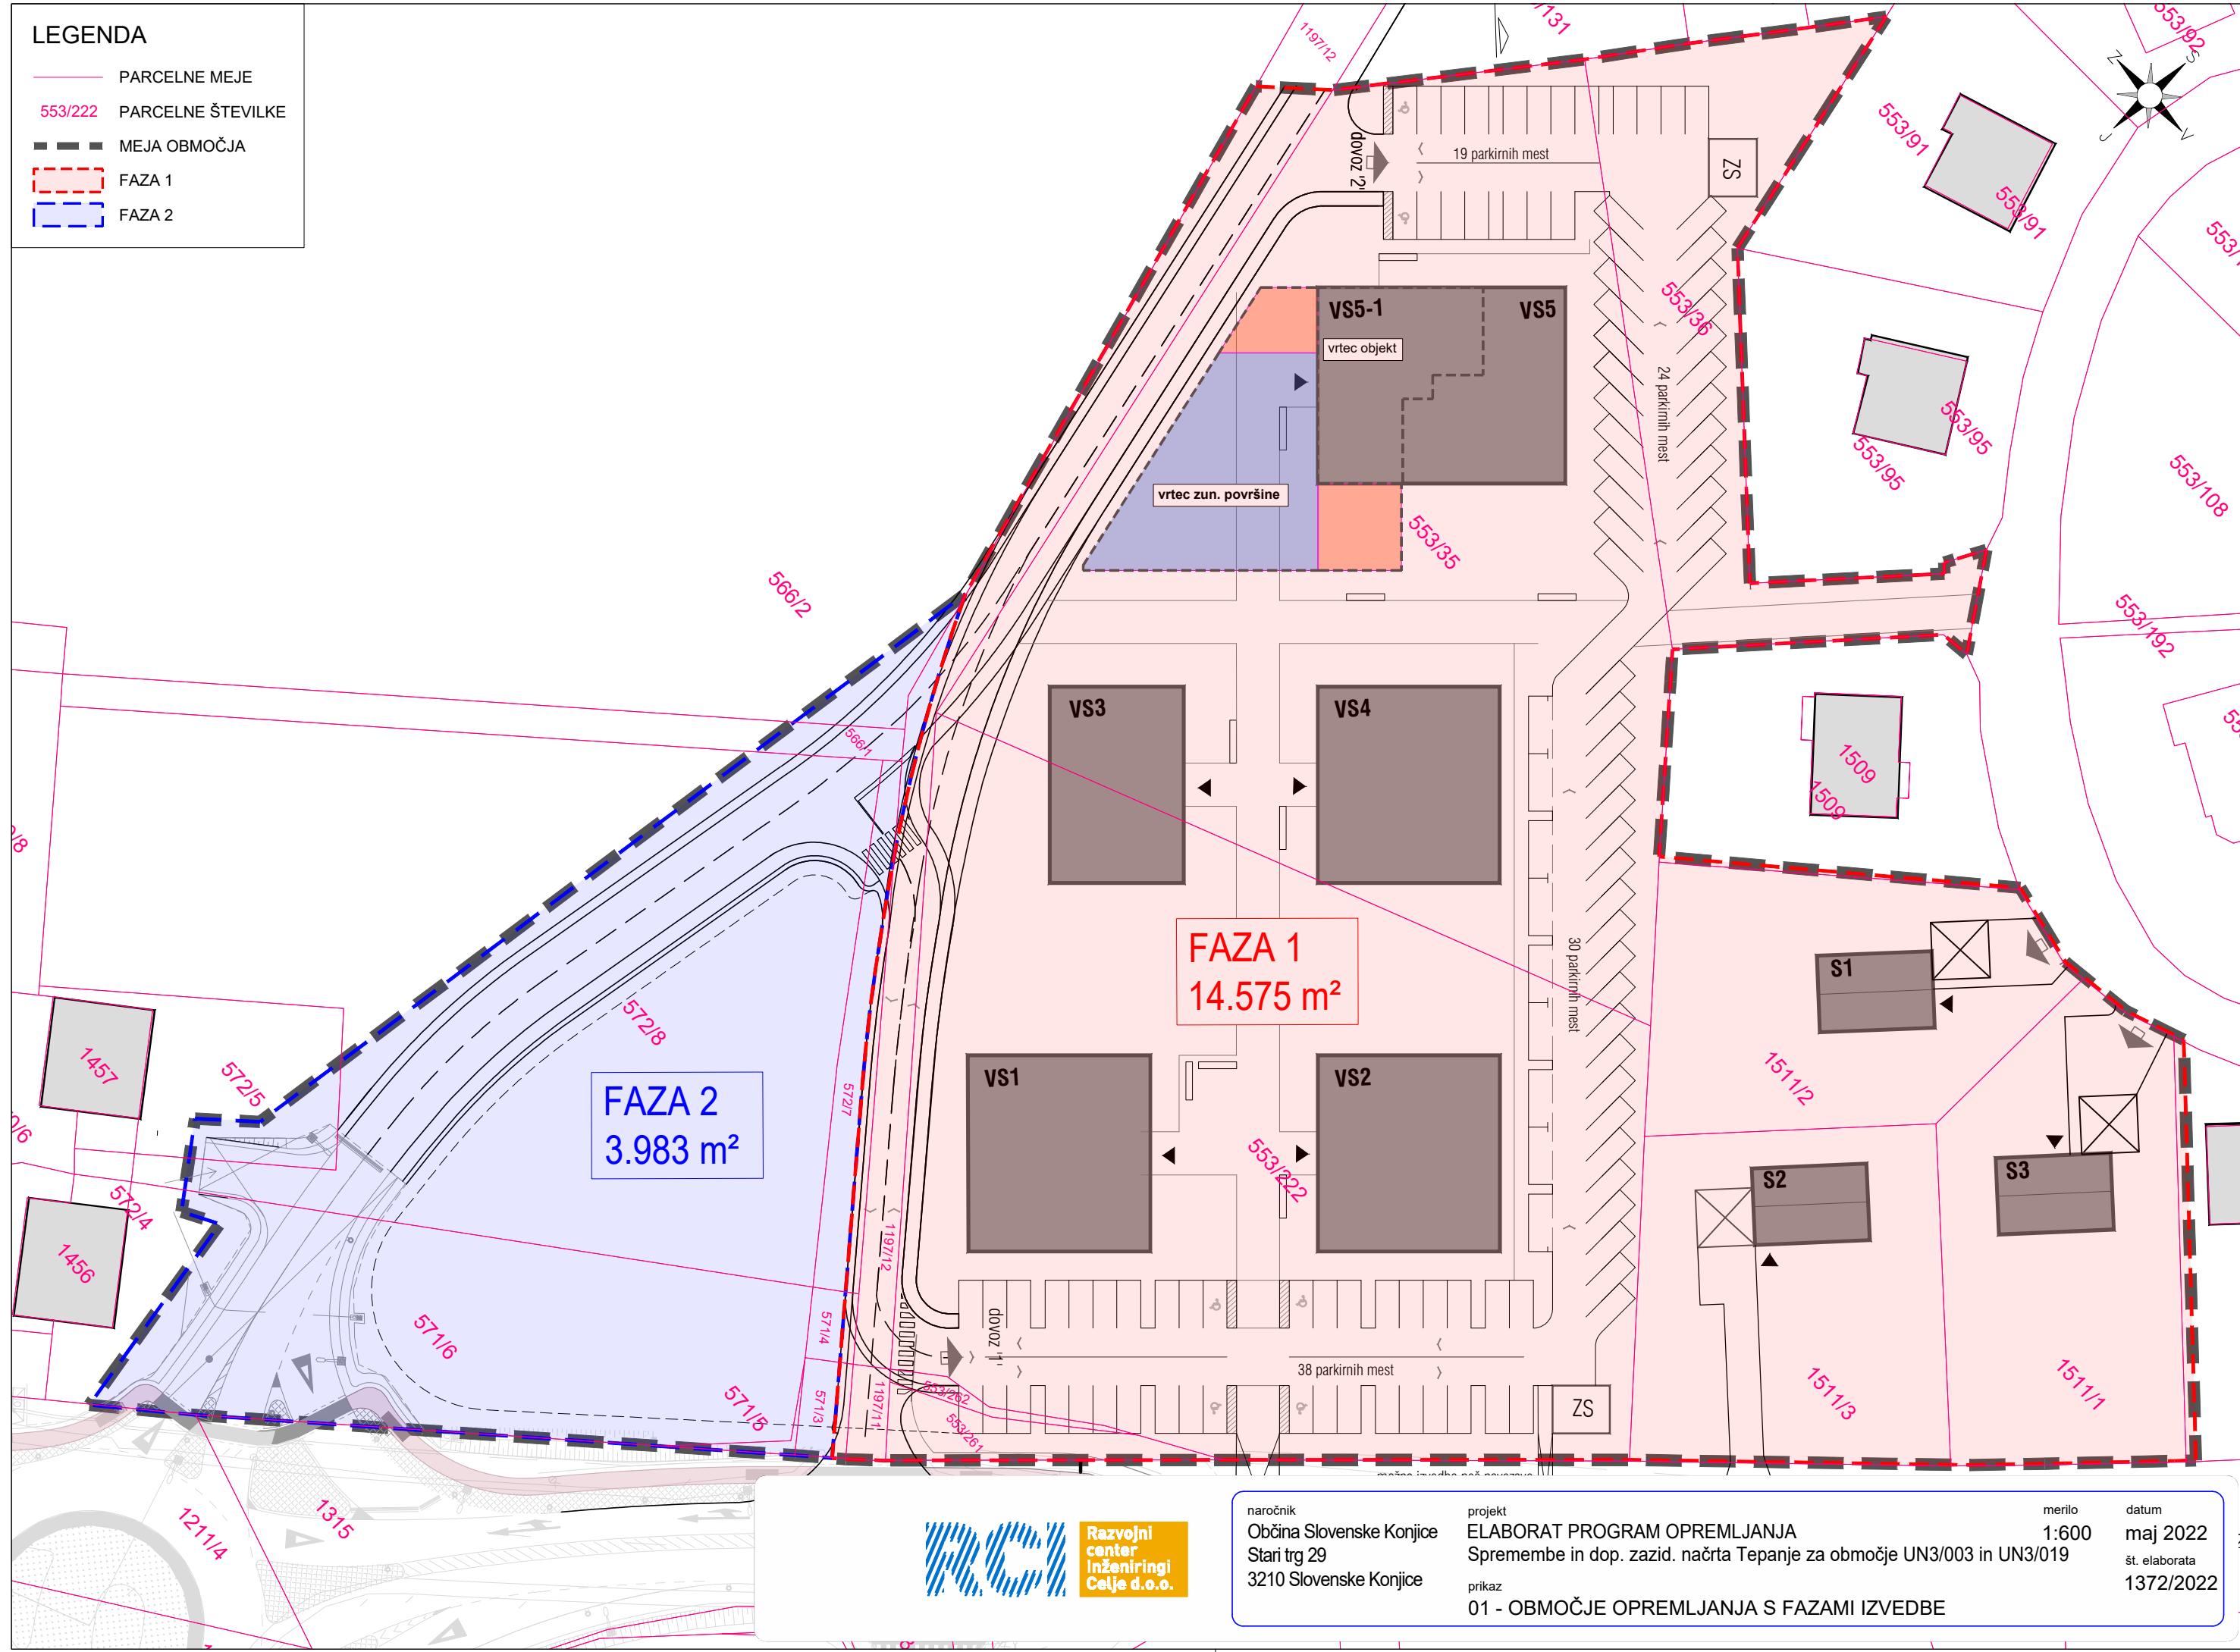 LEGENDA
PARCELNE MEJE
553/222 PARCELNE ŠTEVILKE
MEJA OBMOČJA
FAZA 1
FAZA 2
1197/12
553/92
Z
S
J
V
553/91
553/91
dovoz '2'
19 parkirnih mest
ZS
VS5-1
VS5
vrtec objekt
553/36
24 parkirnih mest
553/95
553/95
553/108
vrtec zun. površine
553/35
566/2
553/192
VS3
VS4
566/1
1509
1509
FAZA 1
14.575 m²
30 parkirnih mest
S1
572/8
1457
572/5
FAZA 2
3.983 m²
572/7
VS1
VS2
1511/2
553/222
S2
S3
572/4
1456
1197/12
571/6
571/4
dovoz '1'
38 parkirnih mest
553/262
571/5
571/3
1197/11
553/261
ZS
1511/3
1511/1
1211/4
1315
RCI
Razvojni
center
Inženiringi
Celje d.o.o.
naročnik
Občina Slovenske Konjice
Stari trg 29
3210 Slovenske Konjice
projekt
ELABORAT PROGRAM OPREMLJANJA
Spremembe in dop. zazid. načrta Tepanje za območje UN3/003 in UN3/019
prikaz
01 - OBMOČJE OPREMLJANJA S FAZAMI IZVEDBE
merilo
1:600
datum
maj 2022
št. elaborata
1372/2022